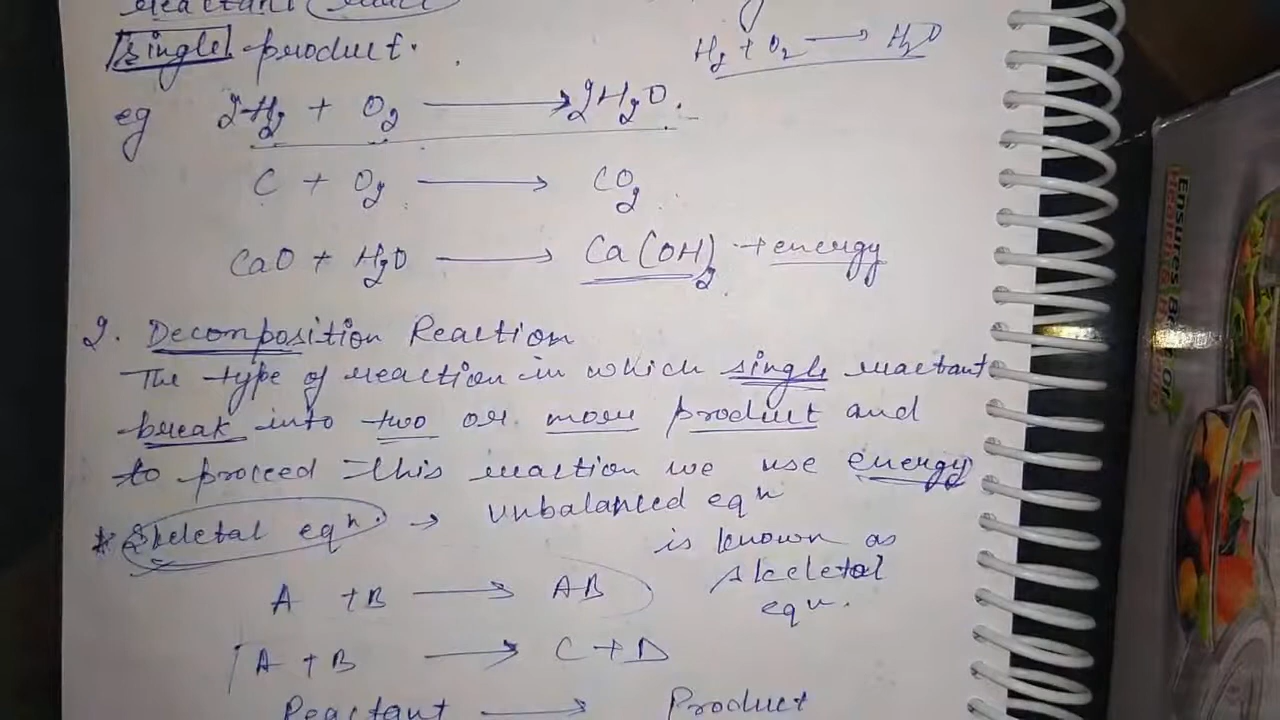 single product.
H₂ + O₂ → H₂O
eg 2H₂ + O₂ → 2H₂O.
C + O₂ → CO₂
CaO + H₂O → Ca(OH)₂ + energy
2. Decomposition Reaction
The type of reaction in which single reactant
break into two or more product and
to proceed this reaction we use energy
* Skeletal eqⁿ. → unbalanced eqⁿ
is known as
skeletal
eqⁿ.
A + B → AB
A + B → C + D
Reactant → Product
Ensures Be